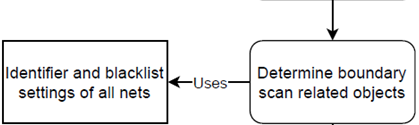 Identifier and blacklist
settings of all nets
Uses
Determine boundary
scan related objects